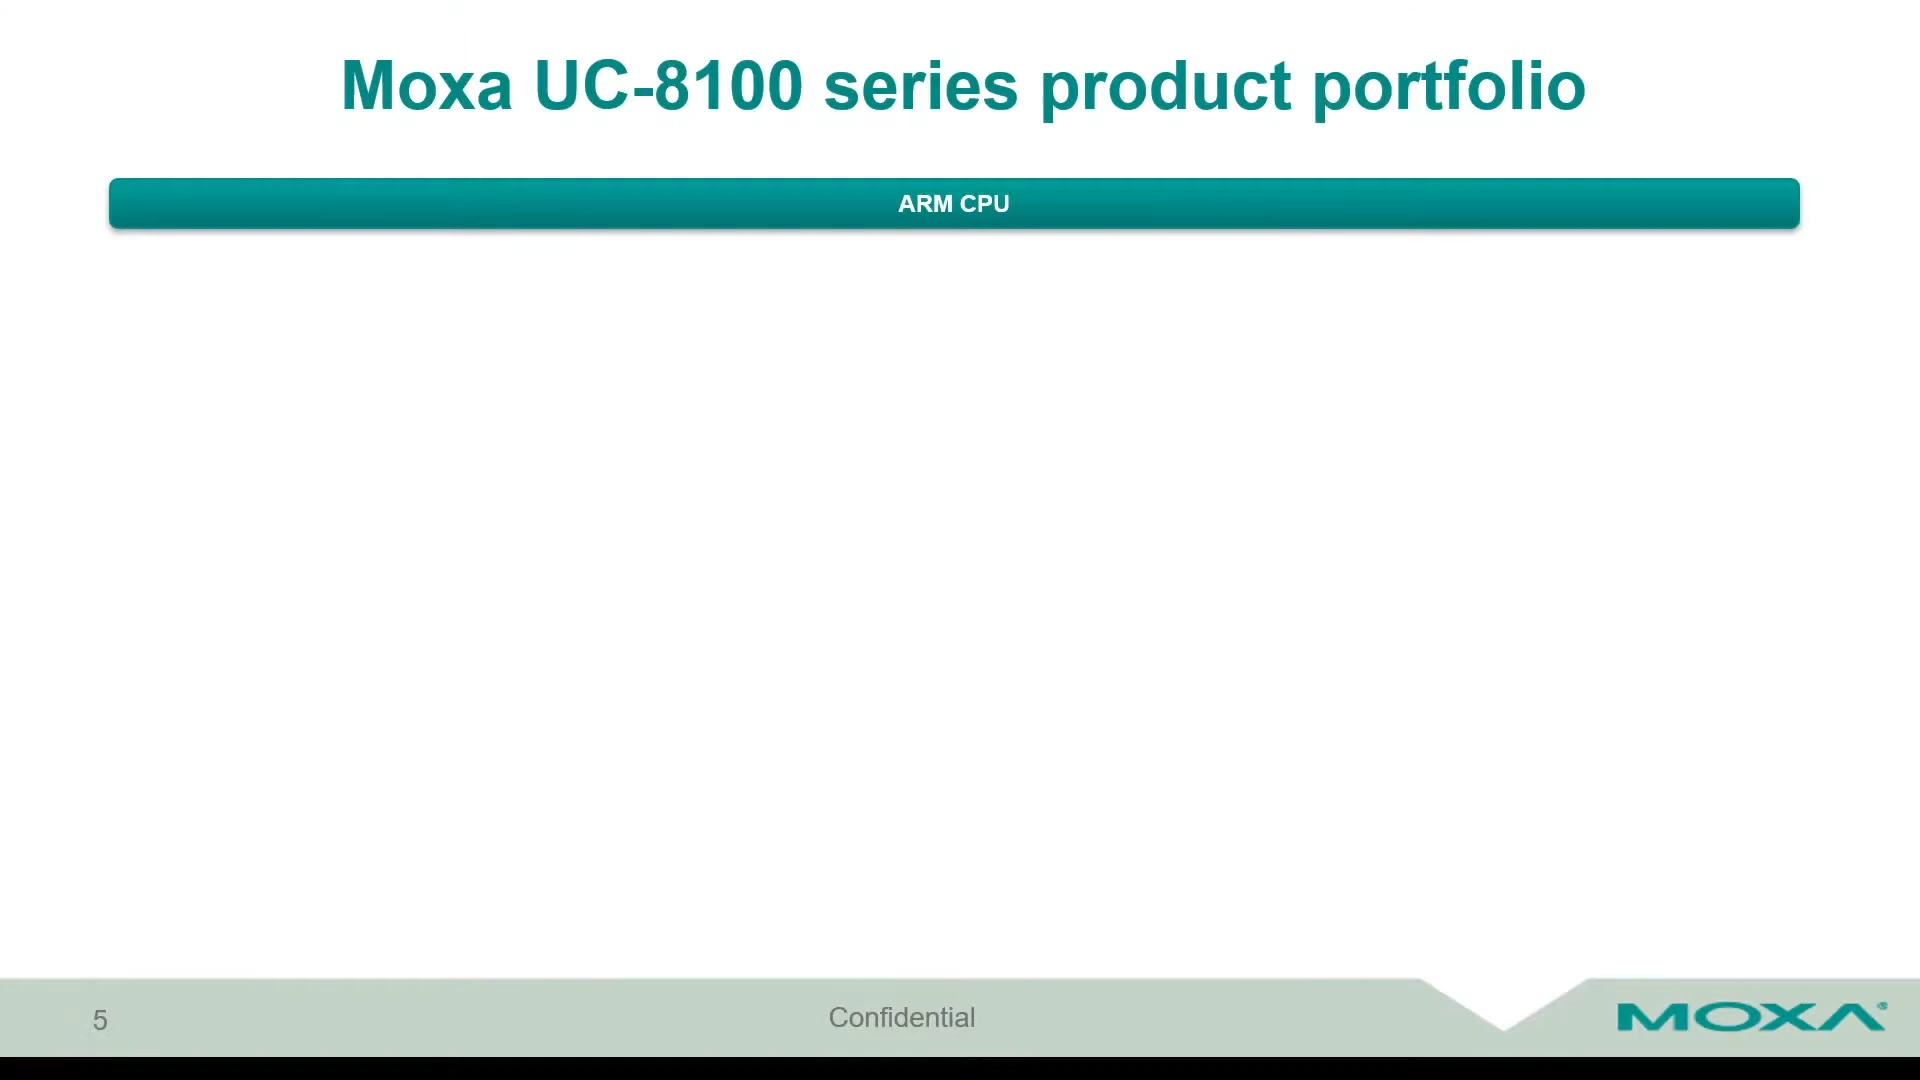 Moxa UC-8100 series product portfolio
ARM CPU
5
Confidential
MOXA®